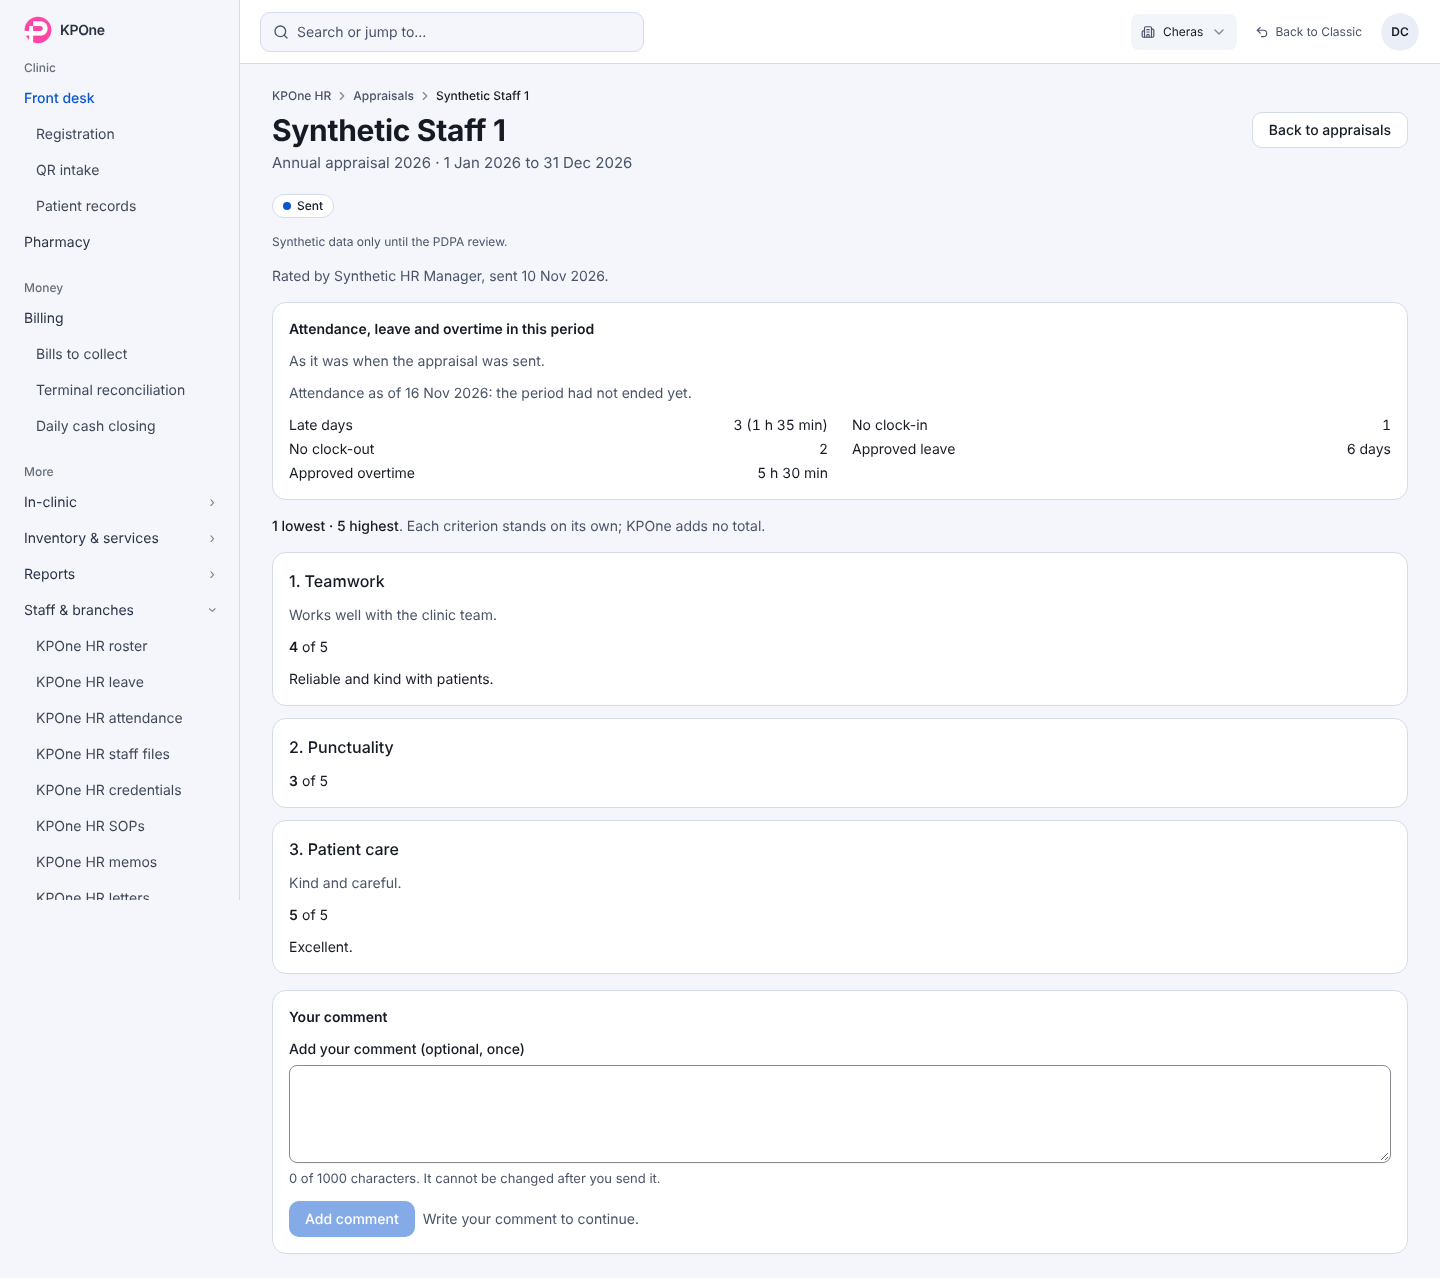 KPOne
Clinic
Front desk
Registration
QR intake
Patient records
Pharmacy
Money
Billing
Bills to collect
Terminal reconciliation
Daily cash closing
More
In-clinic
Inventory & services
Reports
Staff & branches
KPOne HR roster
KPOne HR leave
KPOne HR attendance
KPOne HR staff files
KPOne HR credentials
KPOne HR SOPs
KPOne HR memos
KPOne HR letters
Search or jump to...
Cheras
Back to Classic
DC
KPOne HR > Appraisals > Synthetic Staff 1
Synthetic Staff 1
Back to appraisals
Annual appraisal 2026 · 1 Jan 2026 to 31 Dec 2026
Sent
Synthetic data only until the PDPA review.
Rated by Synthetic HR Manager, sent 10 Nov 2026.
Attendance, leave and overtime in this period
As it was when the appraisal was sent.
Attendance as of 16 Nov 2026: the period had not ended yet.
Late days 3 (1 h 35 min) No clock-in 1
No clock-out 2 Approved leave 6 days
Approved overtime 5 h 30 min
1 lowest · 5 highest. Each criterion stands on its own; KPOne adds no total.
1. Teamwork
Works well with the clinic team.
4 of 5
Reliable and kind with patients.
2. Punctuality
3 of 5
3. Patient care
Kind and careful.
5 of 5
Excellent.
Your comment
Add your comment (optional, once)
0 of 1000 characters. It cannot be changed after you send it.
Add comment Write your comment to continue.